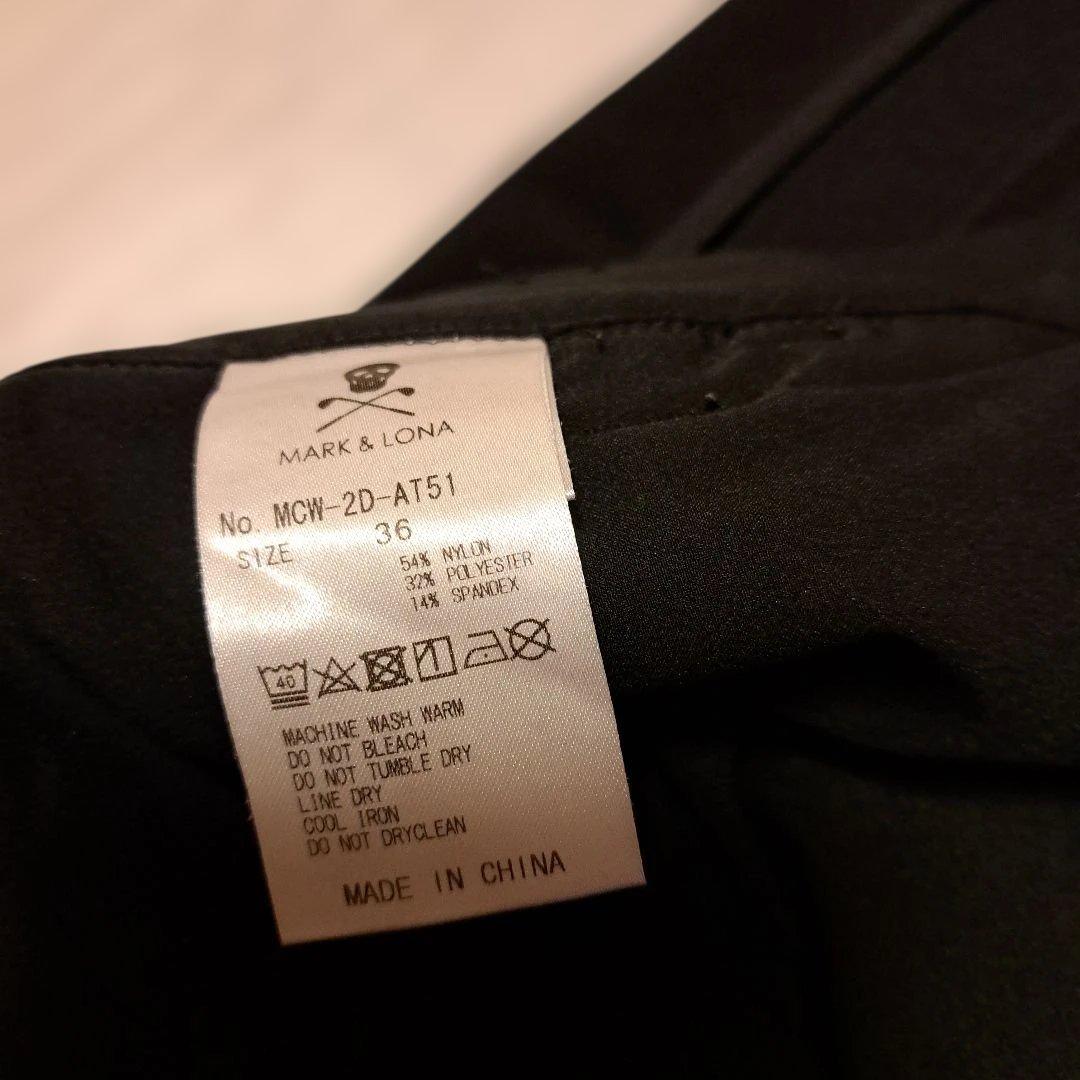 MARK & LONA
No. MCW-2D-AT51
SIZE 36
54% NYLON
32% POLYESTER
14% SPANDEX
40
MACHINE WASH WARM
DO NOT BLEACH
DO NOT TUMBLE DRY
LINE DRY
COOL IRON
DO NOT DRYCLEAN
MADE IN CHINA